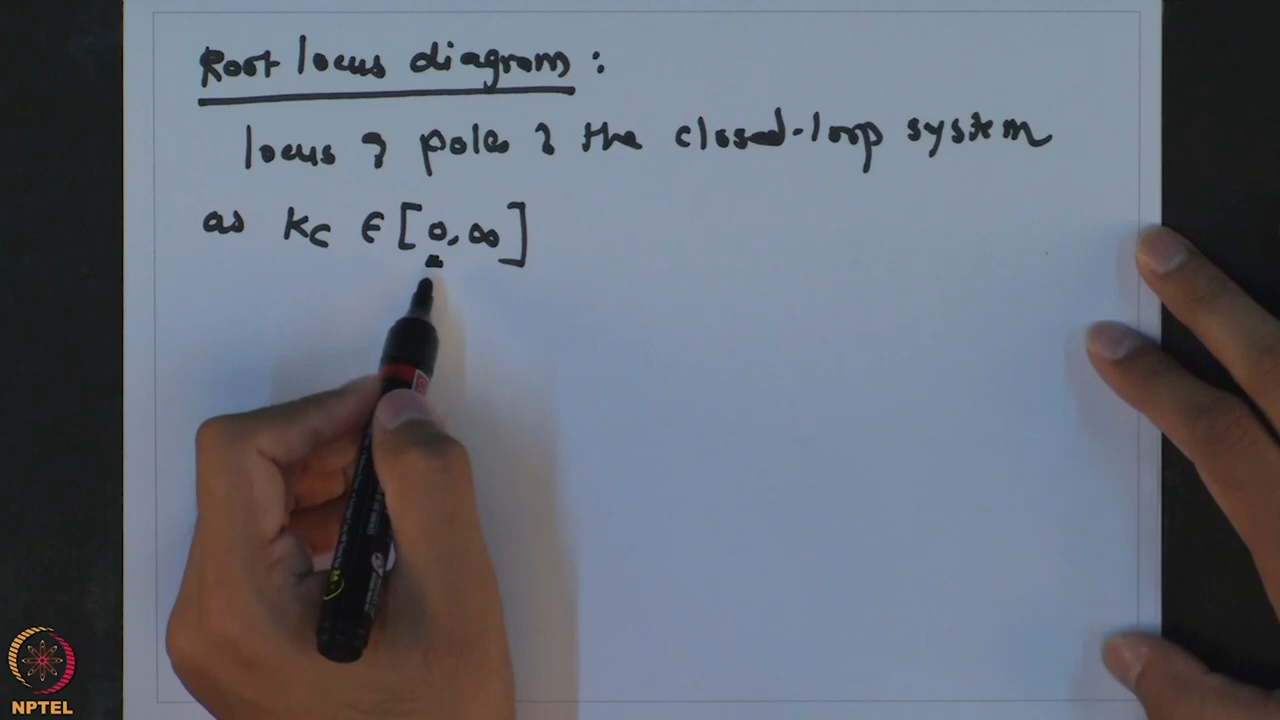 Root locus diagram :
locus of poles of the closed-loop system
as Kc ∈ [0, ∞]
NPTEL